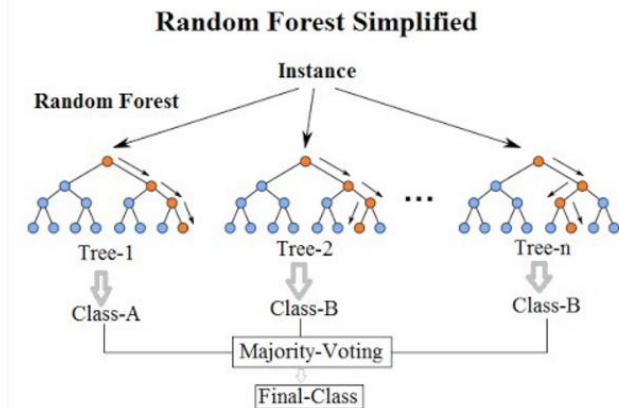 Random Forest Simplified
Instance
Random Forest
...
Tree-1
Tree-2
Tree-n
Class-A
Class-B
Class-B
Majority-Voting
Final-Class